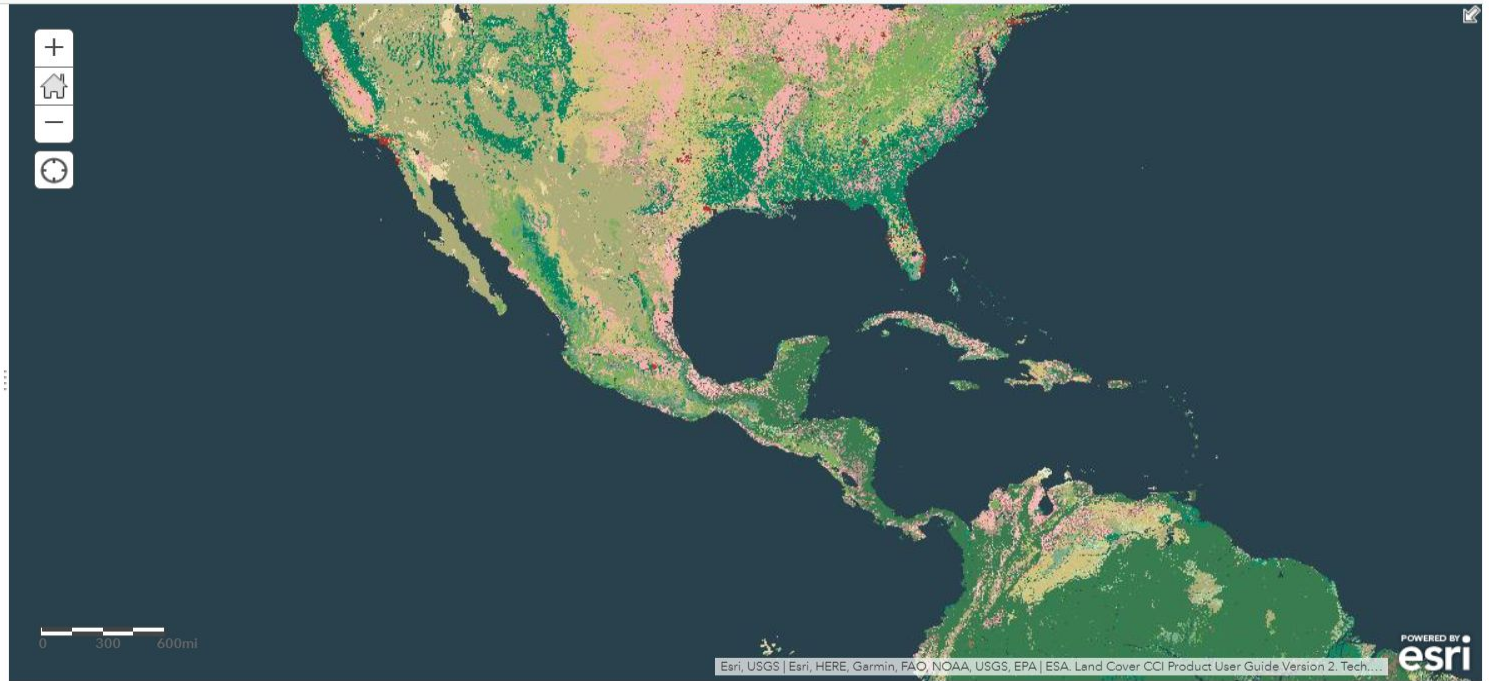 +
−
0 300 600mi
POWERED BY
esri
Esri, USGS | Esri, HERE, Garmin, FAO, NOAA, USGS, EPA | ESA. Land Cover CCI Product User Guide Version 2. Tech....